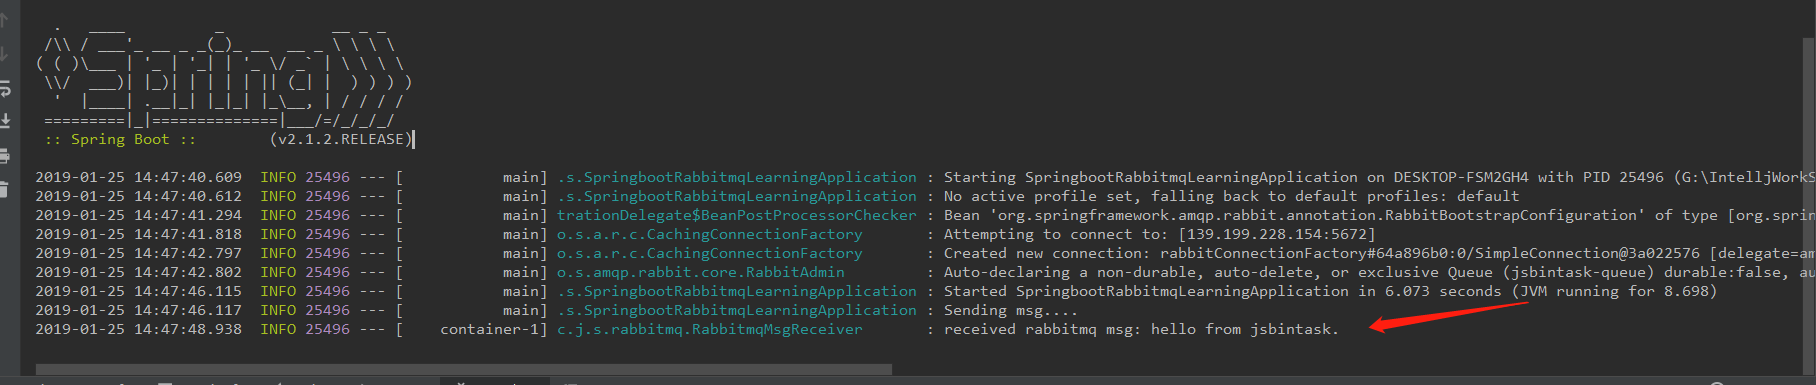 .   ____          _            __ _ _
 /\\ / ___'_ __ _ _(_)_ __  __ _ \ \ \ \
( ( )\___ | '_ | '_| | '_ \/ _` | \ \ \ \
 \\/  ___)| |_)| | | | | || (_| |  ) ) ) )
  '  |____| .__|_| |_|_| |_\__, | / / / /
 =========|_|==============|___/=/_/_/_/
 :: Spring Boot ::        (v2.1.2.RELEASE)
2019-01-25 14:47:40.609  INFO 25496 --- [           main] .s.SpringbootRabbitmqLearningApplication : Starting SpringbootRabbitmqLearningApplication on DESKTOP-FSM2GH4 with PID 25496 (G:\IntelljWorkS
2019-01-25 14:47:40.612  INFO 25496 --- [           main] .s.SpringbootRabbitmqLearningApplication : No active profile set, falling back to default profiles: default
2019-01-25 14:47:41.294  INFO 25496 --- [           main] trationDelegate$BeanPostProcessorChecker : Bean 'org.springframework.amqp.rabbit.annotation.RabbitBootstrapConfiguration' of type [org.sprin
2019-01-25 14:47:41.818  INFO 25496 --- [           main] o.s.a.r.c.CachingConnectionFactory       : Attempting to connect to: [139.199.228.154:5672]
2019-01-25 14:47:42.797  INFO 25496 --- [           main] o.s.a.r.c.CachingConnectionFactory       : Created new connection: rabbitConnectionFactory#64a896b0:0/SimpleConnection@3a022576 [delegate=am
2019-01-25 14:47:42.802  INFO 25496 --- [           main] o.s.amqp.rabbit.core.RabbitAdmin         : Auto-declaring a non-durable, auto-delete, or exclusive Queue (jsbintask-queue) durable:false, au
2019-01-25 14:47:46.115  INFO 25496 --- [           main] .s.SpringbootRabbitmqLearningApplication : Started SpringbootRabbitmqLearningApplication in 6.073 seconds (JVM running for 8.698)
2019-01-25 14:47:46.117  INFO 25496 --- [           main] .s.SpringbootRabbitmqLearningApplication : Sending msg....
2019-01-25 14:47:48.938  INFO 25496 --- [    container-1] c.j.s.rabbitmq.RabbitmqMsgReceiver       : received rabbitmq msg: hello from jsbintask.